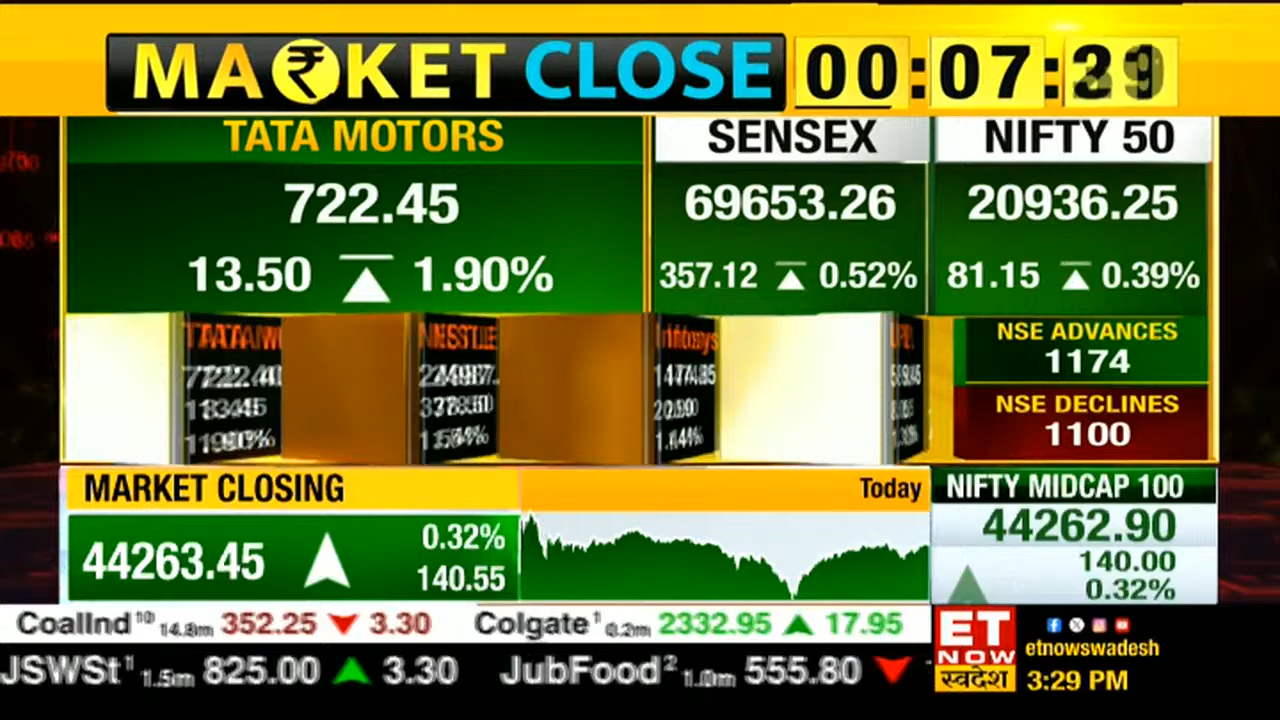 MA₹KET CLOSE 00:07:
TATA MOTORS
722.45
13.50 1.90%
SENSEX
69653.26
357.12 0.52%
NIFTY 50
20936.25
81.15 0.39%
NSE ADVANCES
1174
NSE DECLINES
1100
MARKET CLOSING
44263.45
0.32%
140.55
Today
NIFTY MIDCAP 100
44262.90
140.00
0.32%
CoalInd 10 14.8m 352.25 ▼ 3.30 Colgate 1 0.2m 2332.95 ▲ 17.95
JSWSt 1 1.5m 825.00 ▲ 3.30 JubFood 2 1.0m 555.80 ▼
ET
NOW
स्वदेश
etnowswadesh
3:29 PM